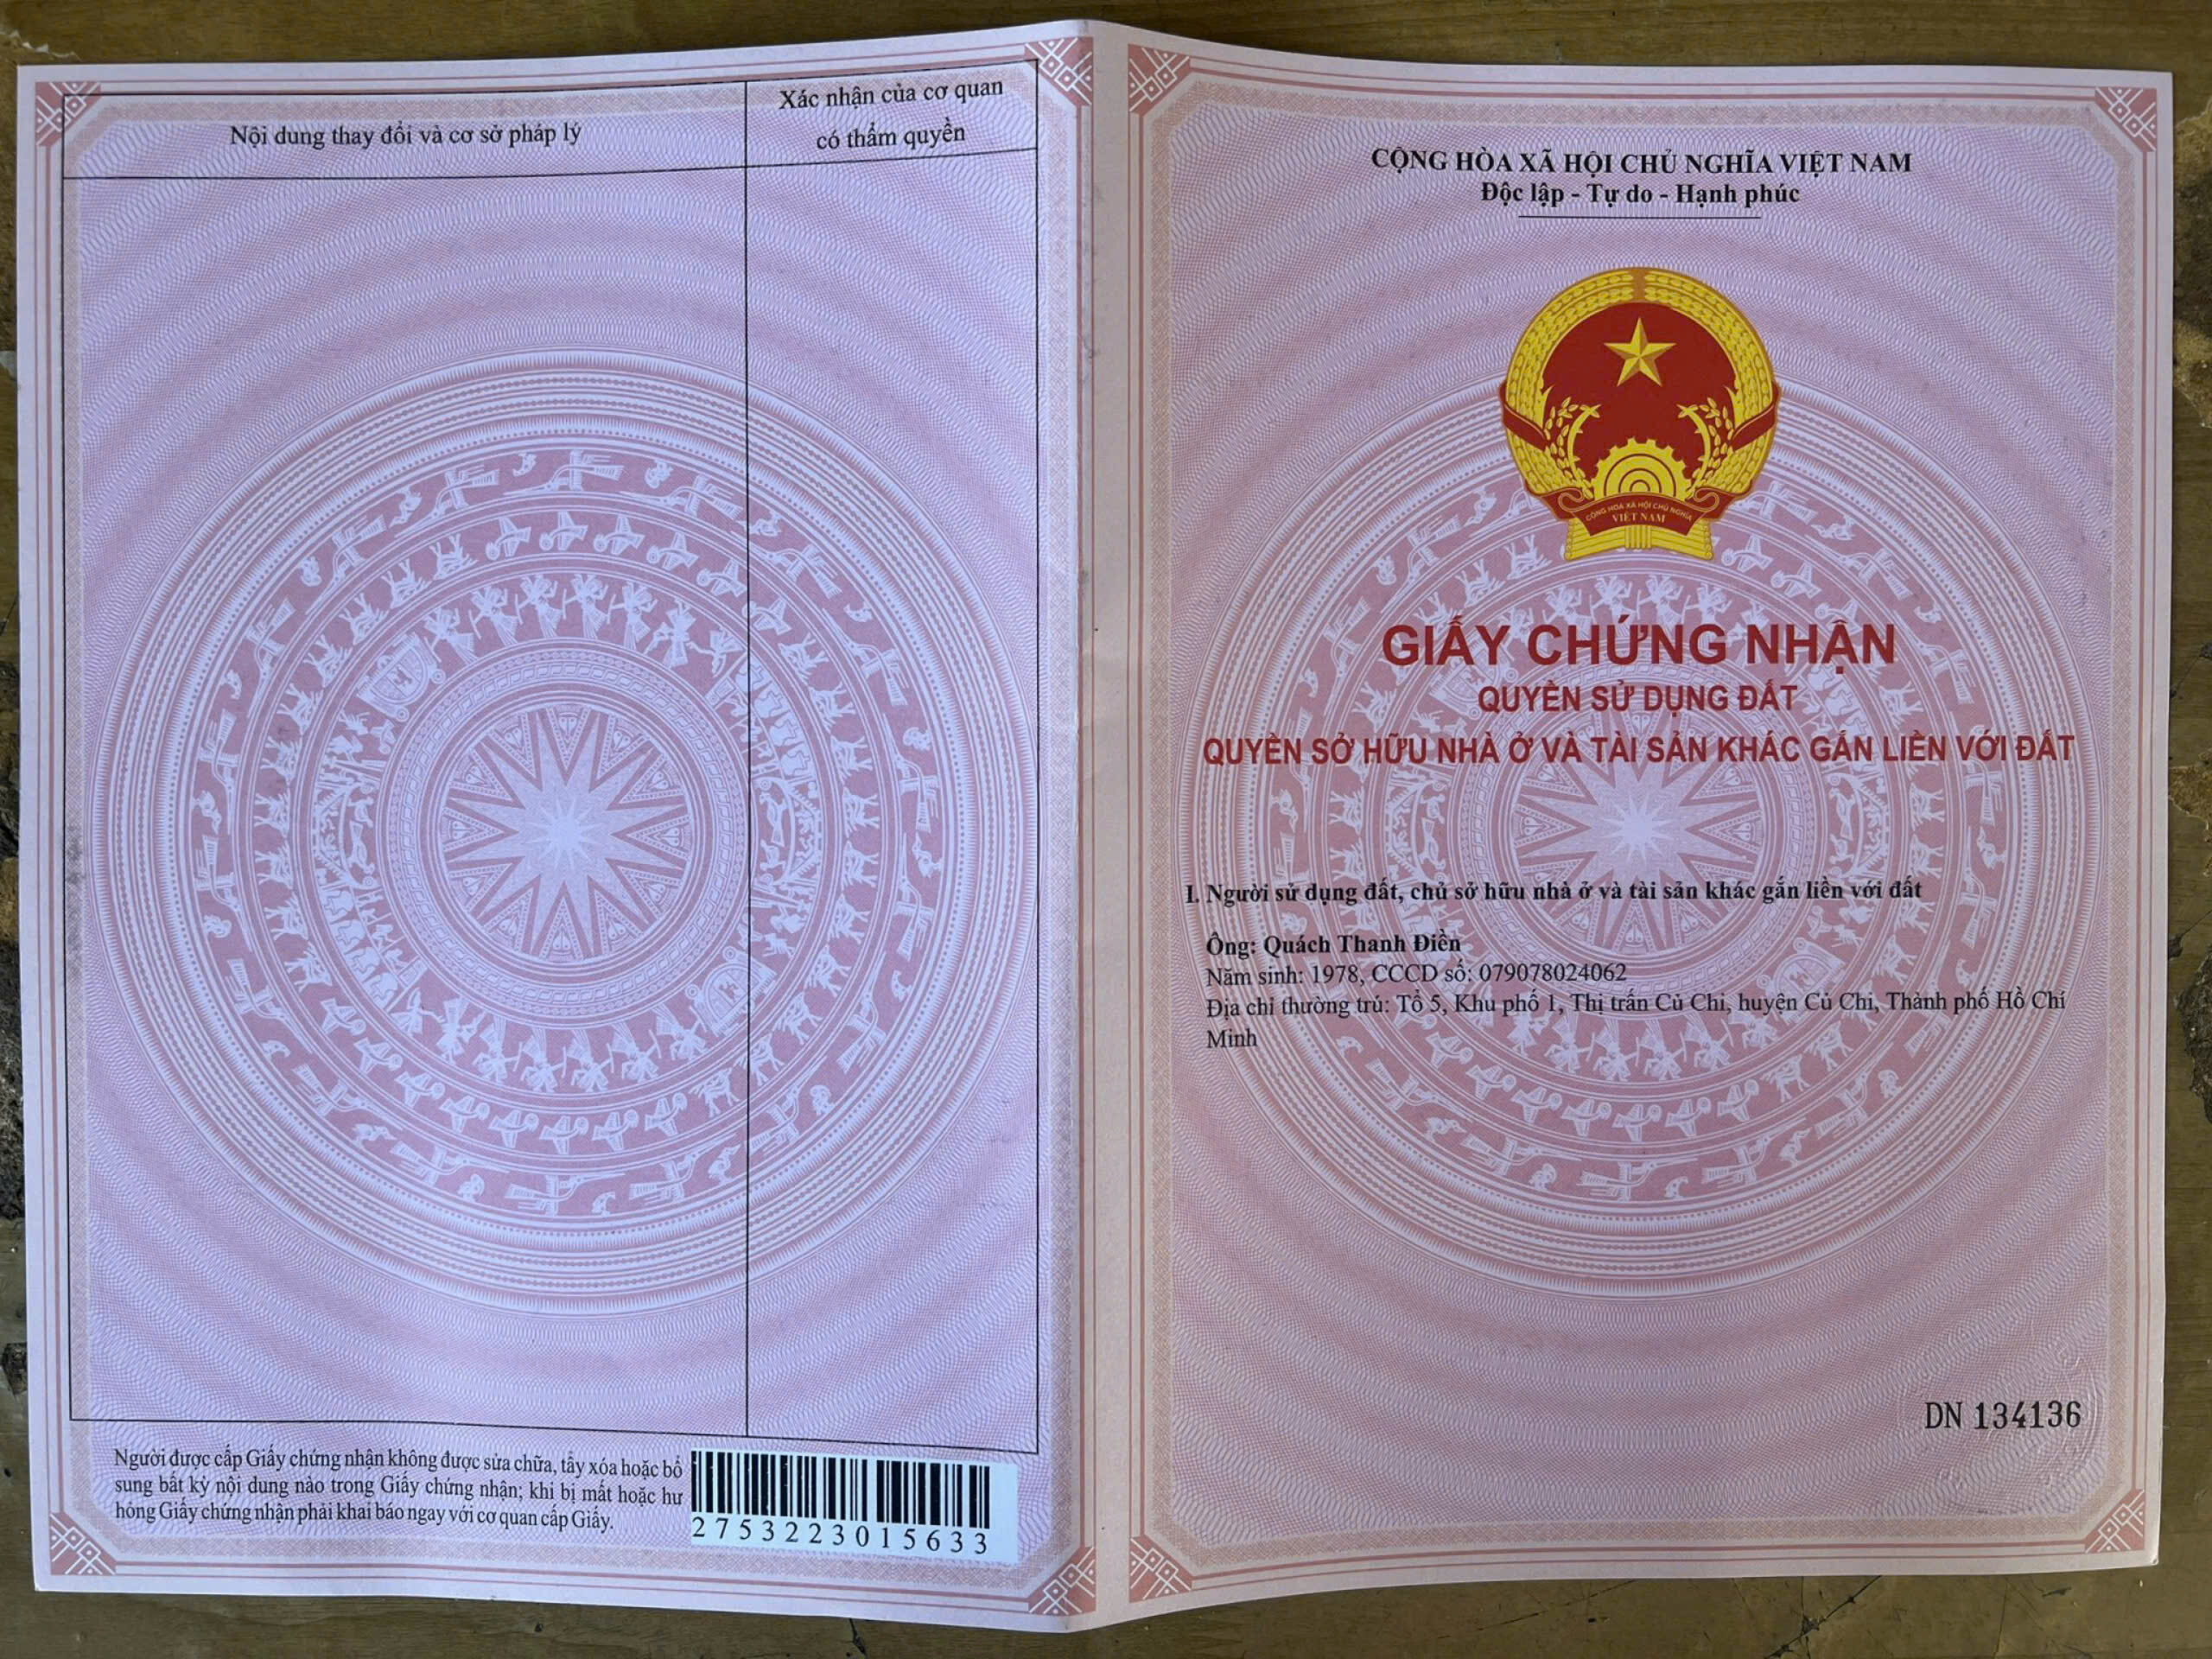 Nội dung thay đổi và cơ sở pháp lý
Xác nhận của cơ quan
có thẩm quyền
Người được cấp Giấy chứng nhận không được sửa chữa, tẩy xóa hoặc bổ
sung bất kỳ nội dung nào trong Giấy chứng nhận; khi bị mất hoặc hư
hỏng Giấy chứng nhận phải khai báo ngay với cơ quan cấp Giấy.
2753223015633
CỘNG HÒA XÃ HỘI CHỦ NGHĨA VIỆT NAM
Độc lập - Tự do - Hạnh phúc
CỘNG HÒA XÃ HỘI CHỦ NGHĨA
VIỆT NAM
GIẤY CHỨNG NHẬN
QUYỀN SỬ DỤNG ĐẤT
QUYỀN SỞ HỮU NHÀ Ở VÀ TÀI SẢN KHÁC GẮN LIỀN VỚI ĐẤT
I. Người sử dụng đất, chủ sở hữu nhà ở và tài sản khác gắn liền với đất
Ông: Quách Thanh Điền
Năm sinh: 1978, CCCD số: 079078024062
Địa chỉ thường trú: Tổ 5, Khu phố 1, Thị trấn Củ Chi, huyện Củ Chi, Thành phố Hồ Chí
Minh
DN 134136